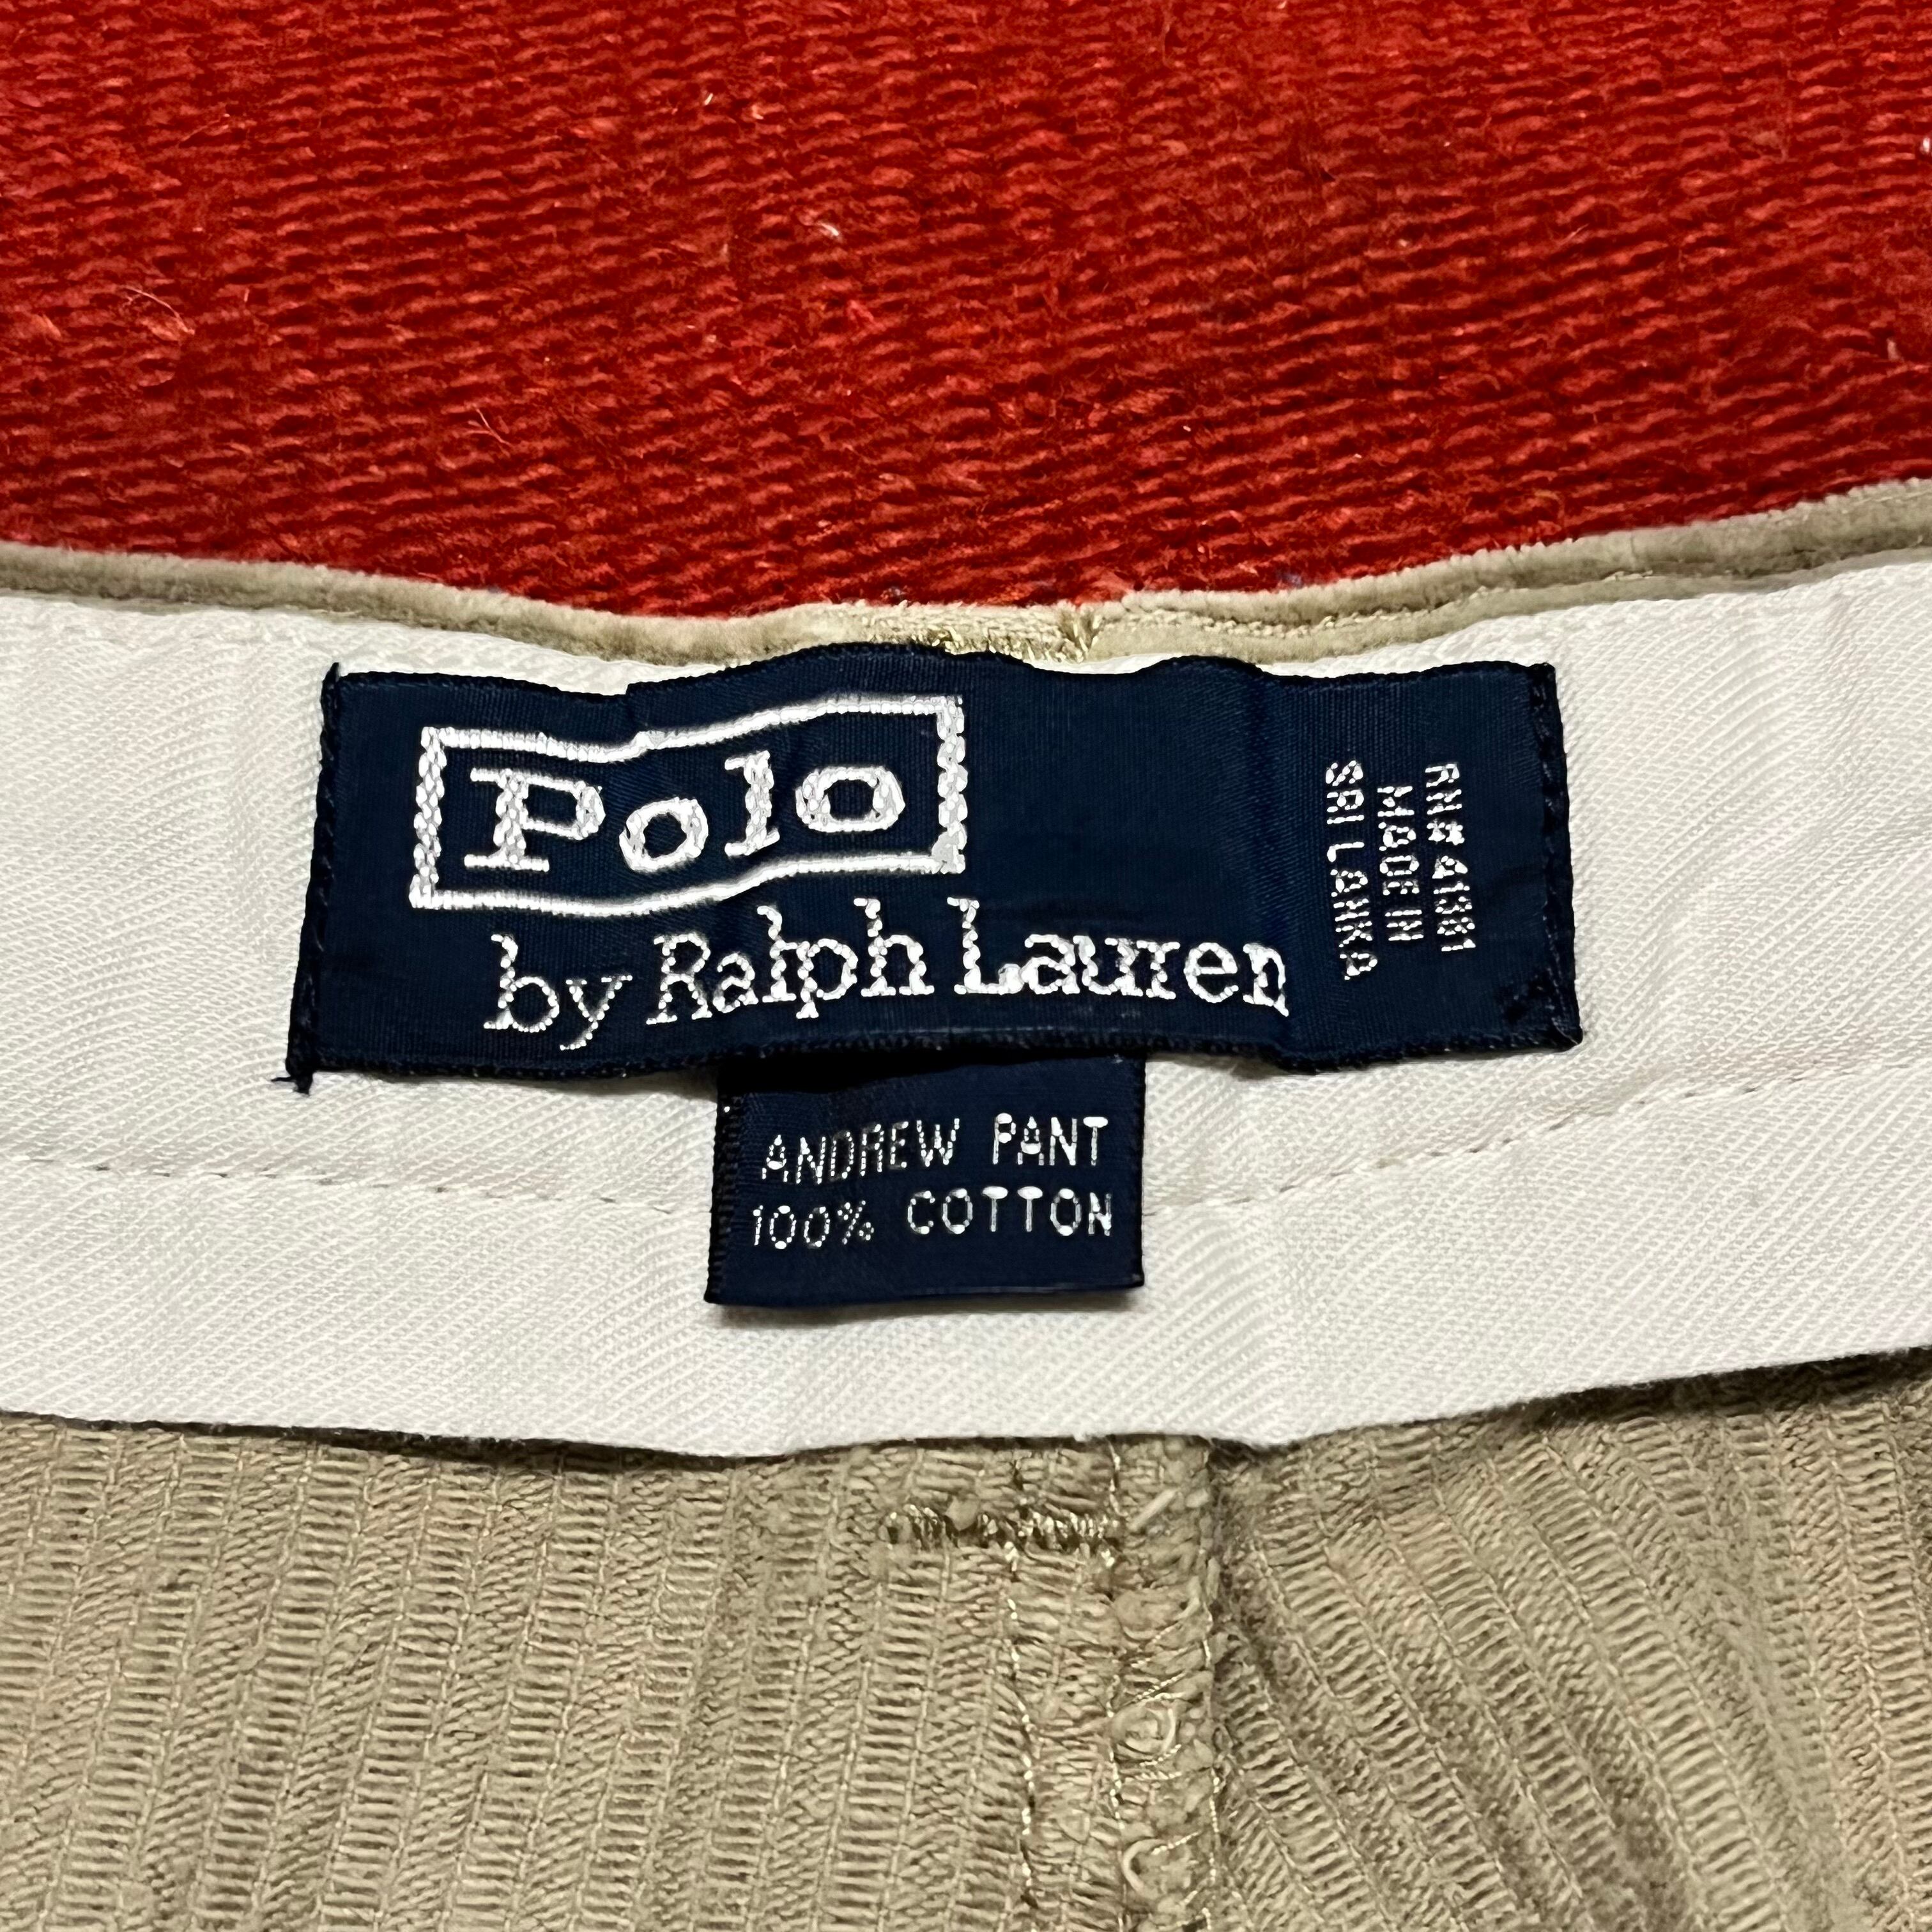 Polo
by Ralph Lauren
RN# 41381
MADE IN
SRI LANKA
ANDREW PANT
100% COTTON